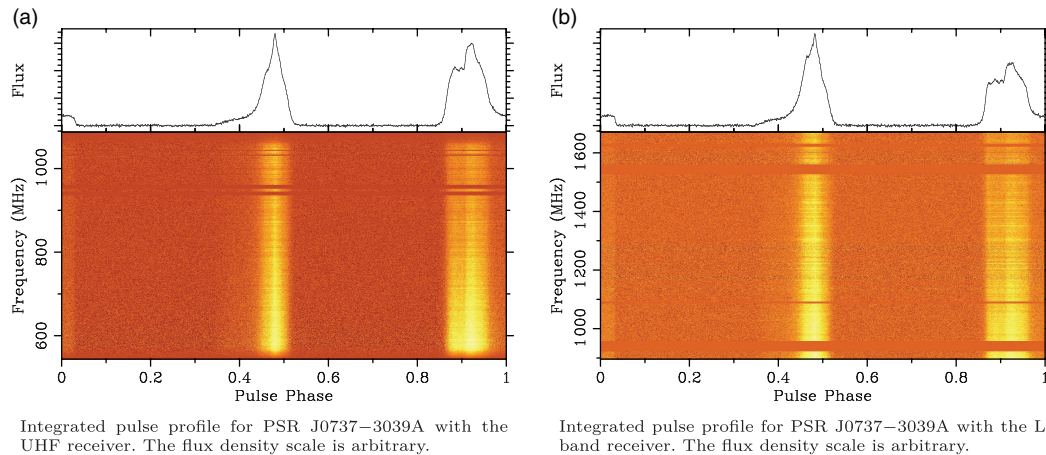 (a)
Flux
Frequency (MHz)
1000
800
600
0
0.2
0.4
0.6
0.8
1
Pulse Phase
Integrated pulse profile for PSR J0737−3039A with the
UHF receiver. The flux density scale is arbitrary.
(b)
Flux
Frequency (MHz)
1600
1400
1200
1000
0
0.2
0.4
0.6
0.8
1
Pulse Phase
Integrated pulse profile for PSR J0737−3039A with the L
band receiver. The flux density scale is arbitrary.